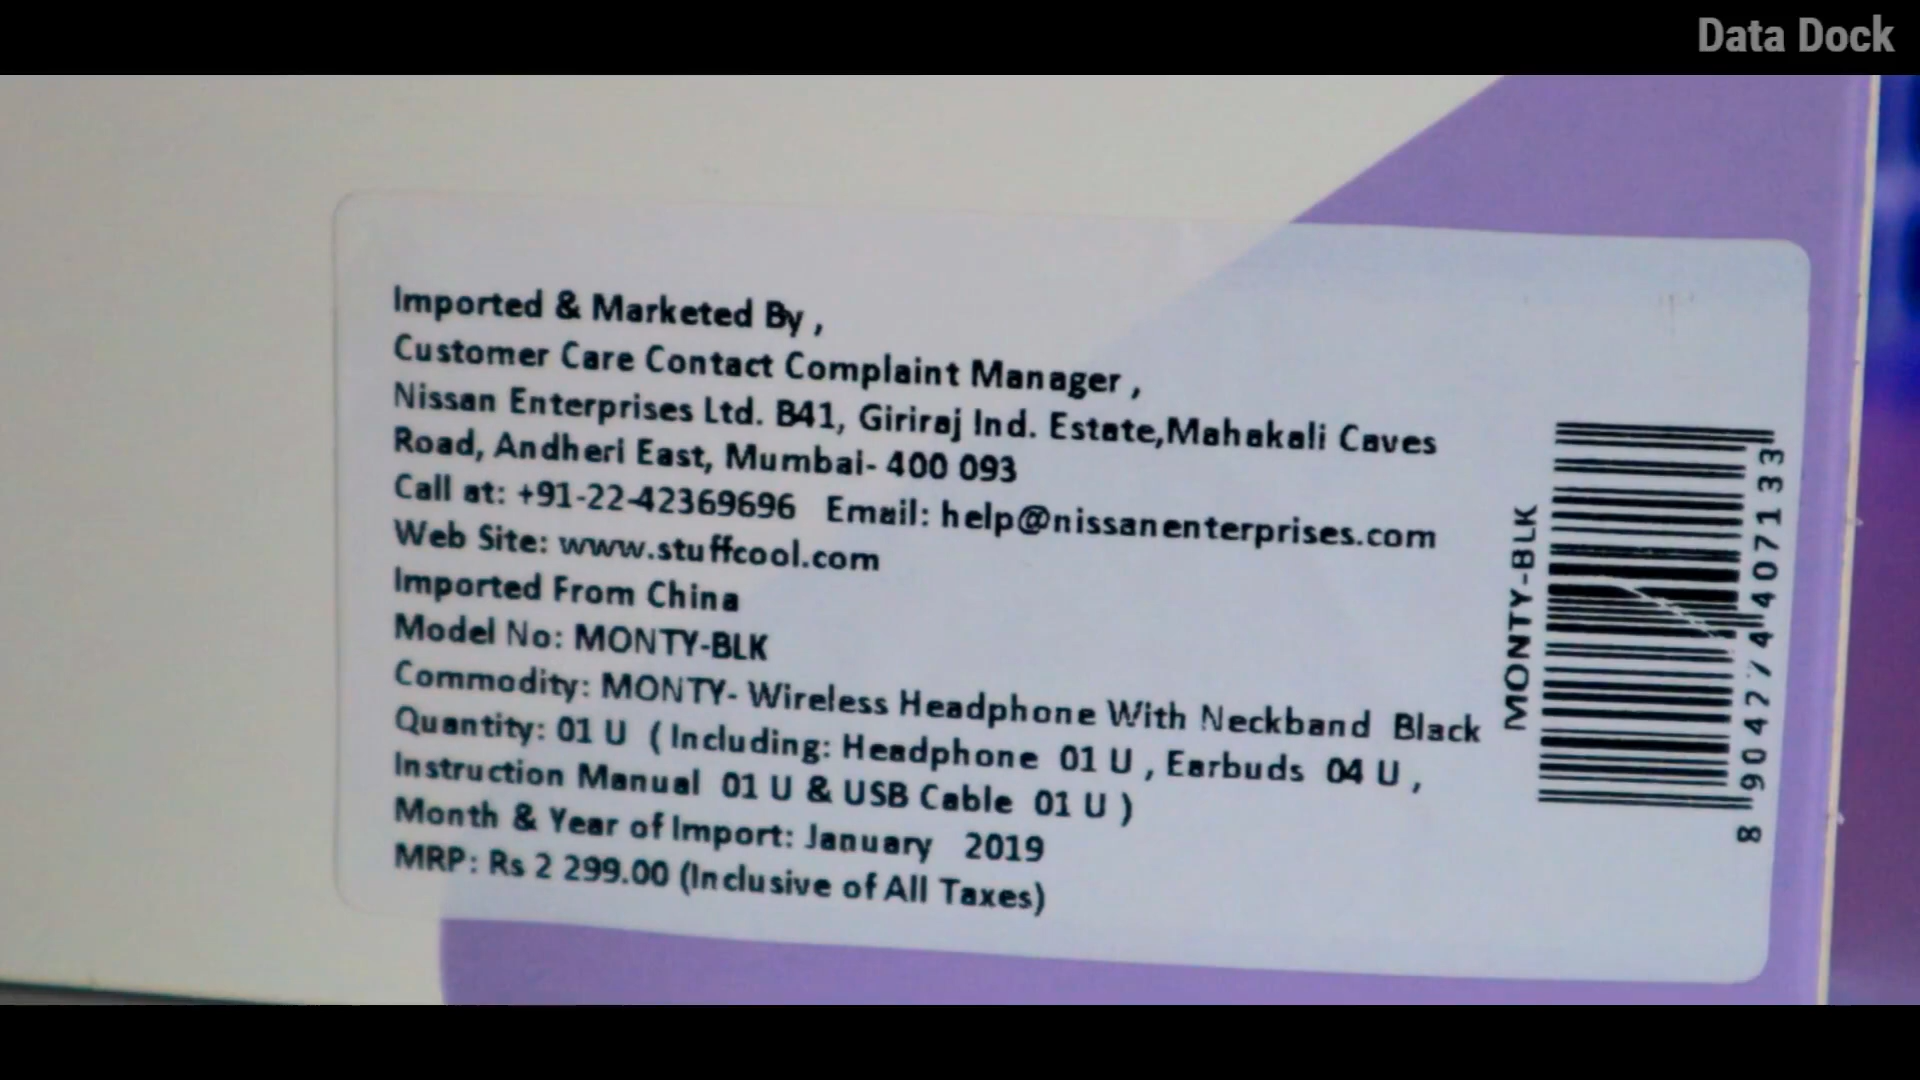 Data Dock
Imported & Marketed By ,
Customer Care Contact Complaint Manager ,
Nissan Enterprises Ltd. B41, Giriraj Ind. Estate,Mahakali Caves
Road, Andheri East, Mumbai- 400 093
Call at: +91-22-42369696 Email: help@nissanenterprises.com
Web Site: www.stuffcool.com
Imported From China
Model No: MONTY-BLK
Commodity: MONTY- Wireless Headphone With Neckband Black
Quantity: 01 U ( Including: Headphone 01 U , Earbuds 04 U ,
Instruction Manual 01 U & USB Cable 01 U )
Month & Year of Import: January 2019
MRP: Rs 2 299.00 (Inclusive of All Taxes)
MONTY-BLK
8 904274 407133